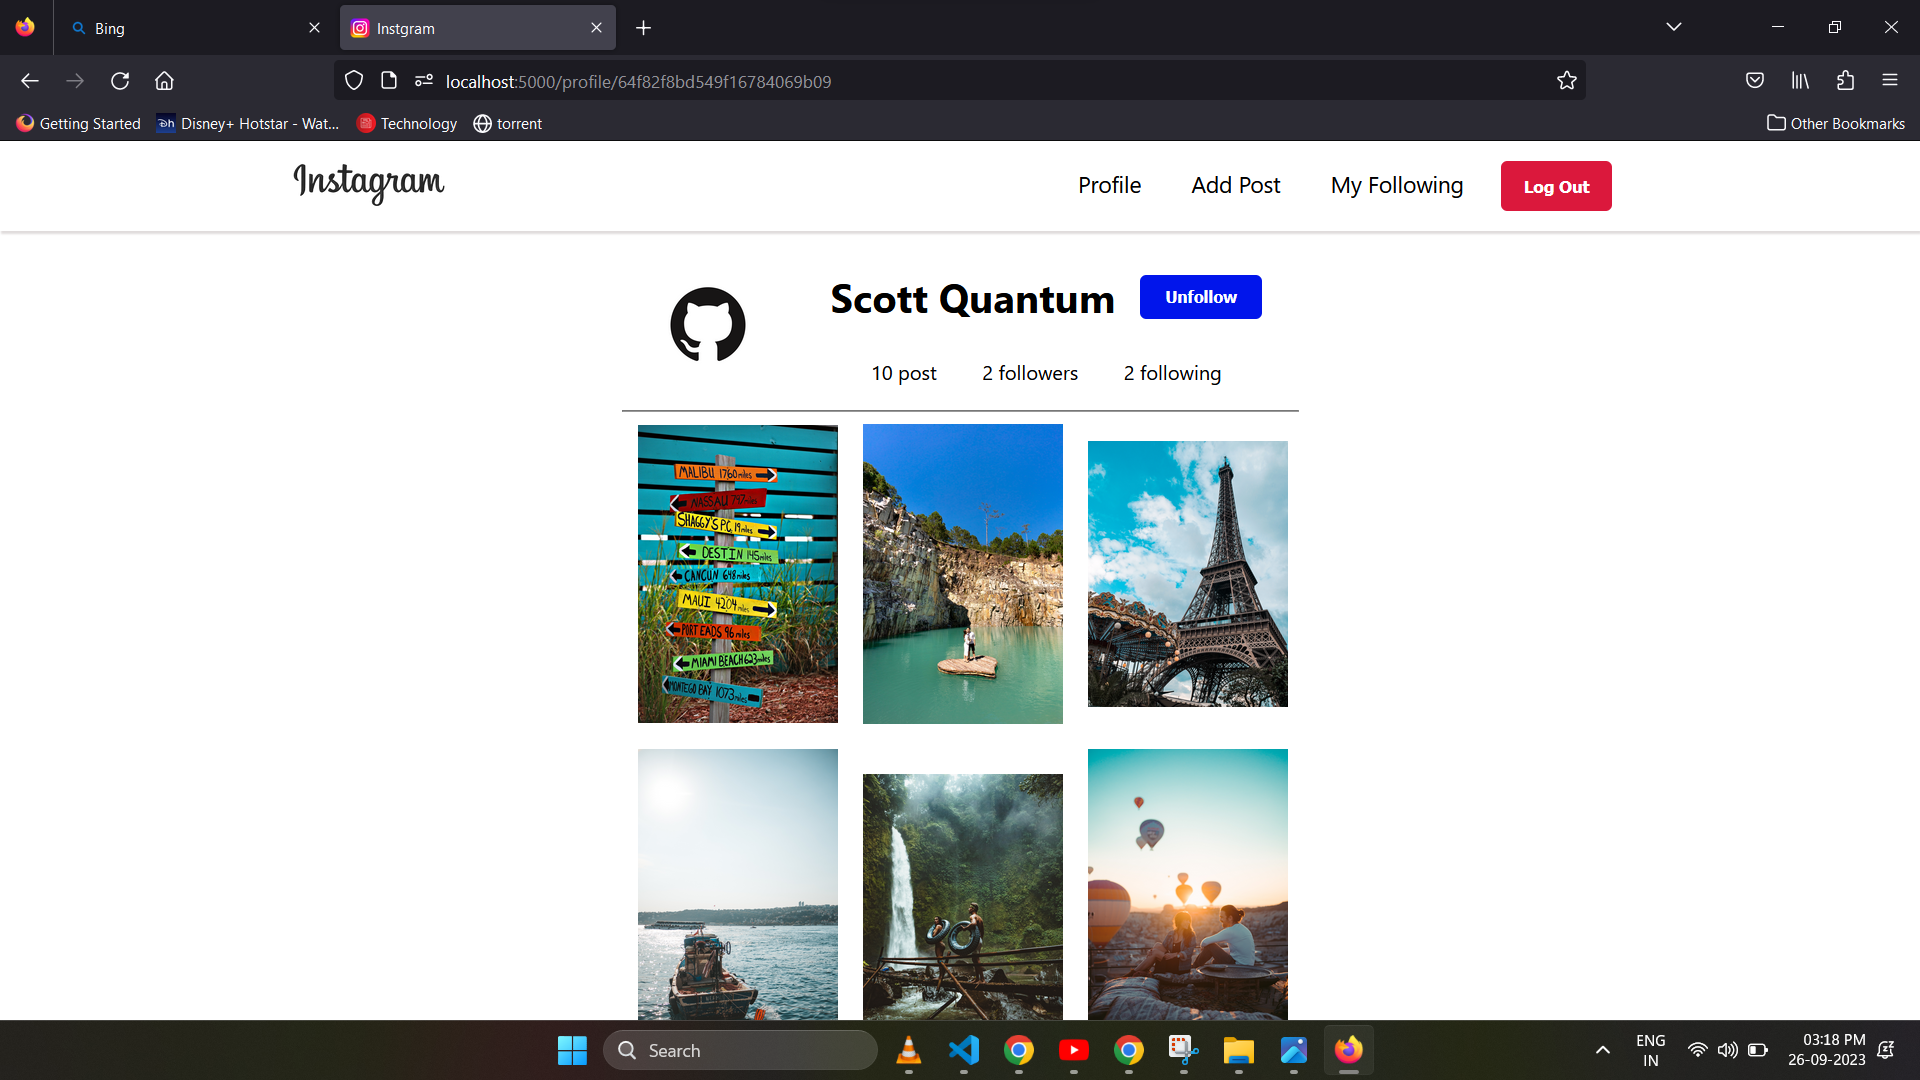 Bing
Instgram
localhost:5000/profile/64f82f8bd549f16784069b09
Getting Started
Disney+ Hotstar - Wat...
Technology
torrent
Other Bookmarks
Instagram
Profile
Add Post
My Following
Log Out
Scott Quantum
Unfollow
10 post
2 followers
2 following
MALIBU 1760 miles
NASSAU 747 miles
SHAGGY'S P.C. 19 miles
DESTIN 145 miles
CANCUN 648 miles
MAUI 4204 miles
PORT EADS 96 miles
MIAMI BEACH 623 miles
MONTEGO BAY 1073 miles
Search
ENG
IN
03:18 PM
26-09-2023